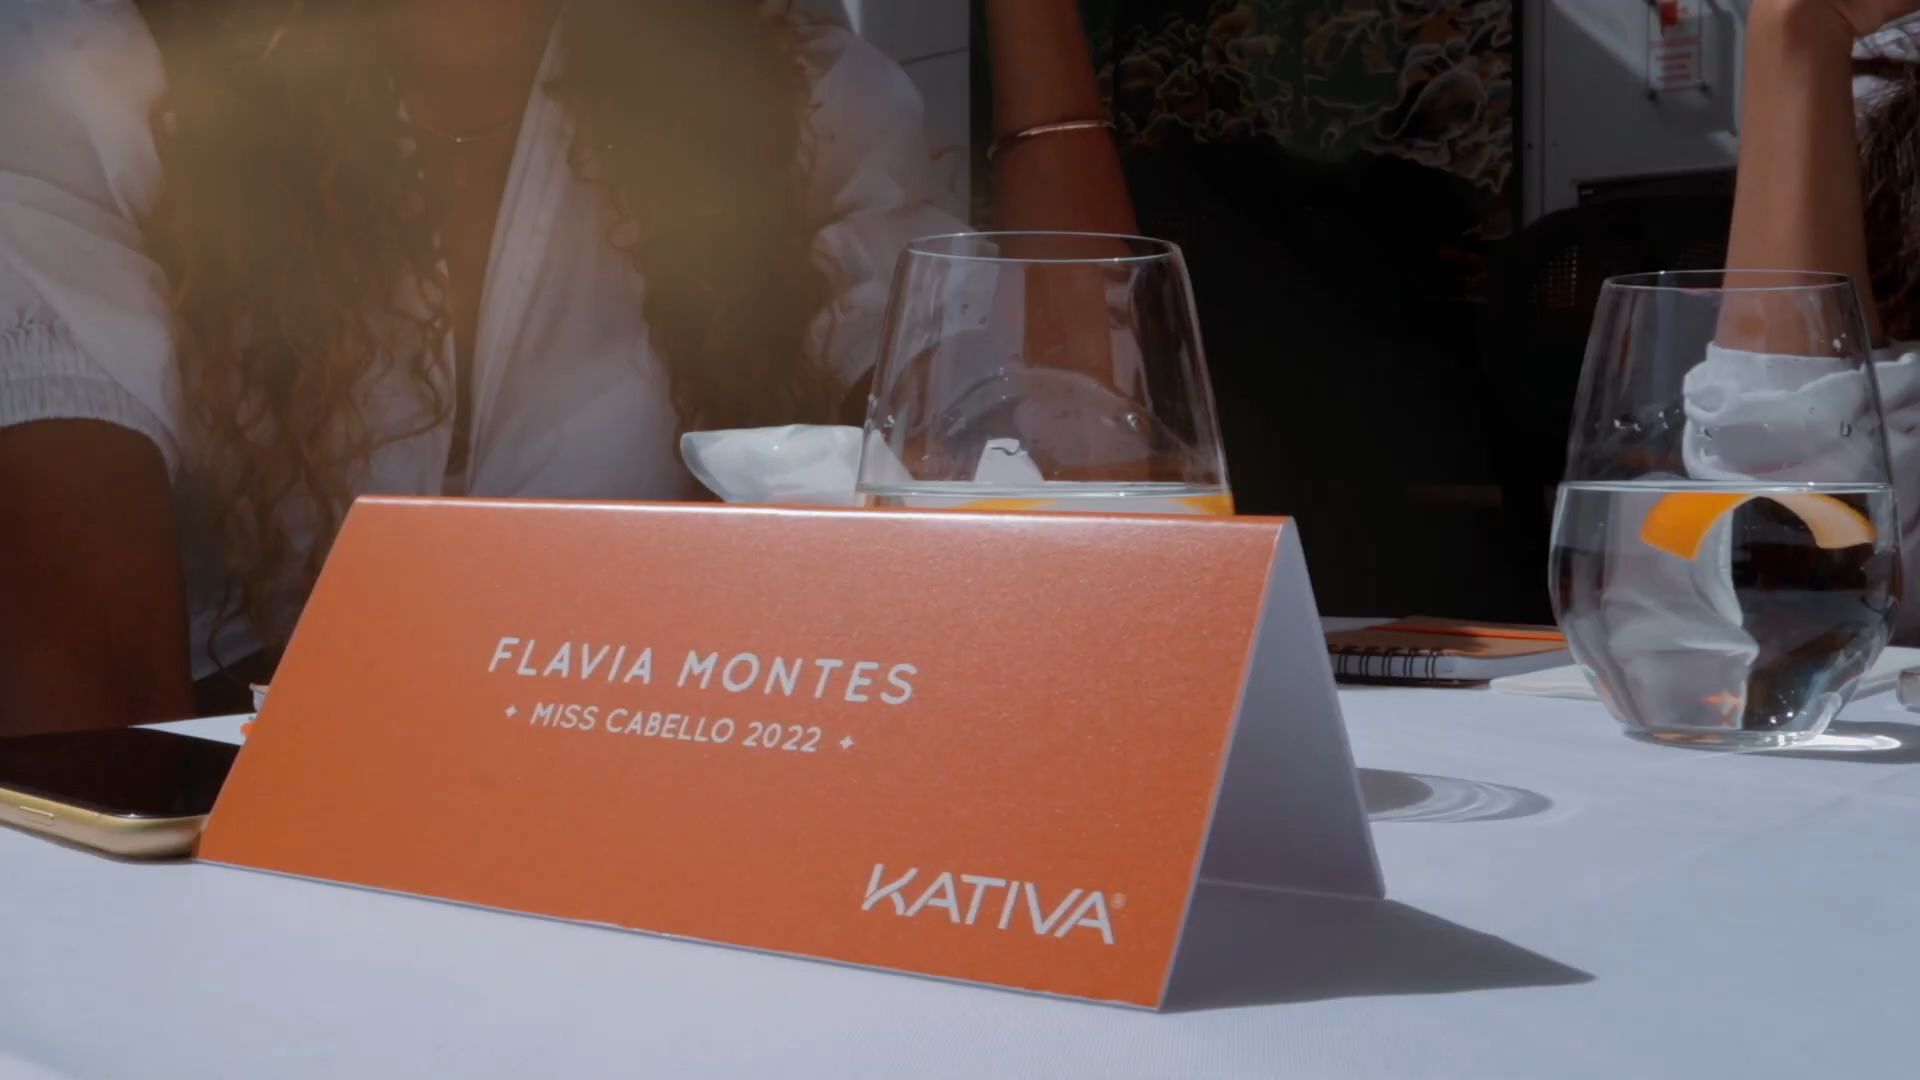 FLAVIA MONTES
✦ MISS CABELLO 2022 ✦
KATIVA®